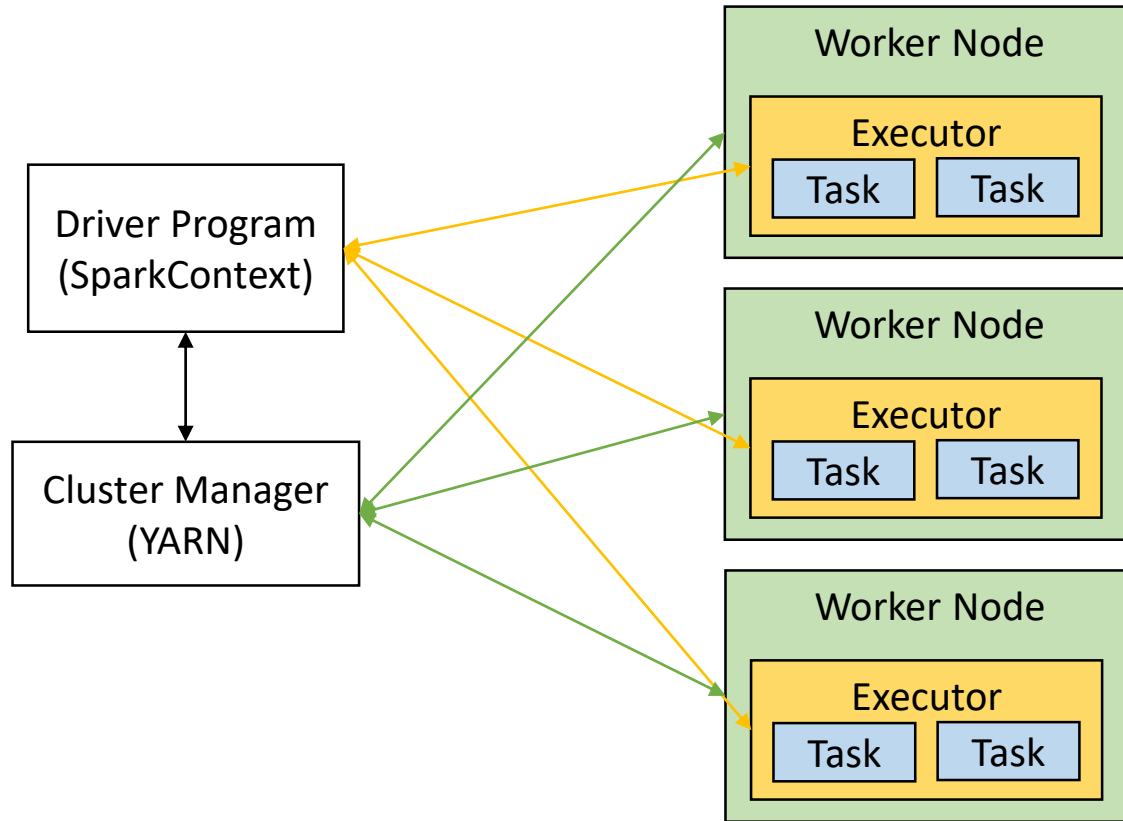 Driver Program
(SparkContext)
Cluster Manager
(YARN)
Worker Node
Executor
Task Task
Worker Node
Executor
Task Task
Worker Node
Executor
Task Task